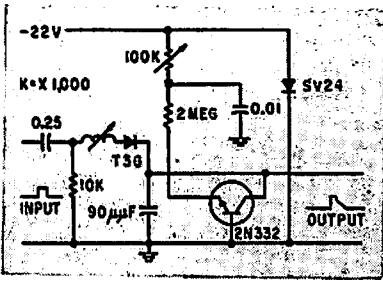 -22V
100K
K=X 1,000
SV24
2MEG
0.01
0.25
T5G
10K
INPUT
90μμF
2N332
OUTPUT